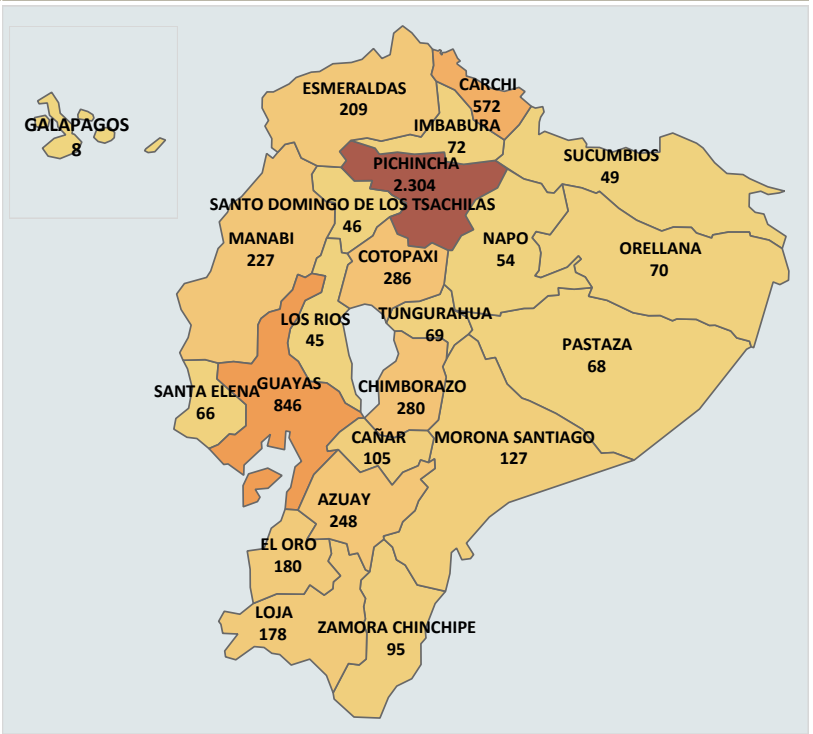 ESMERALDAS
209
CARCHI
572
GALAPAGOS
8
IMBABURA
72
SUCUMBIOS
49
PICHINCHA
2.304
SANTO DOMINGO DE LOS TSACHILAS
46
MANABI
227
NAPO
54
ORELLANA
70
COTOPAXI
286
LOS RIOS
45
TUNGURAHUA
69
PASTAZA
68
SANTA ELENA
66
GUAYAS
846
CHIMBORAZO
280
CAÑAR
105
MORONA SANTIAGO
127
AZUAY
248
EL ORO
180
LOJA
178
ZAMORA CHINCHIPE
95